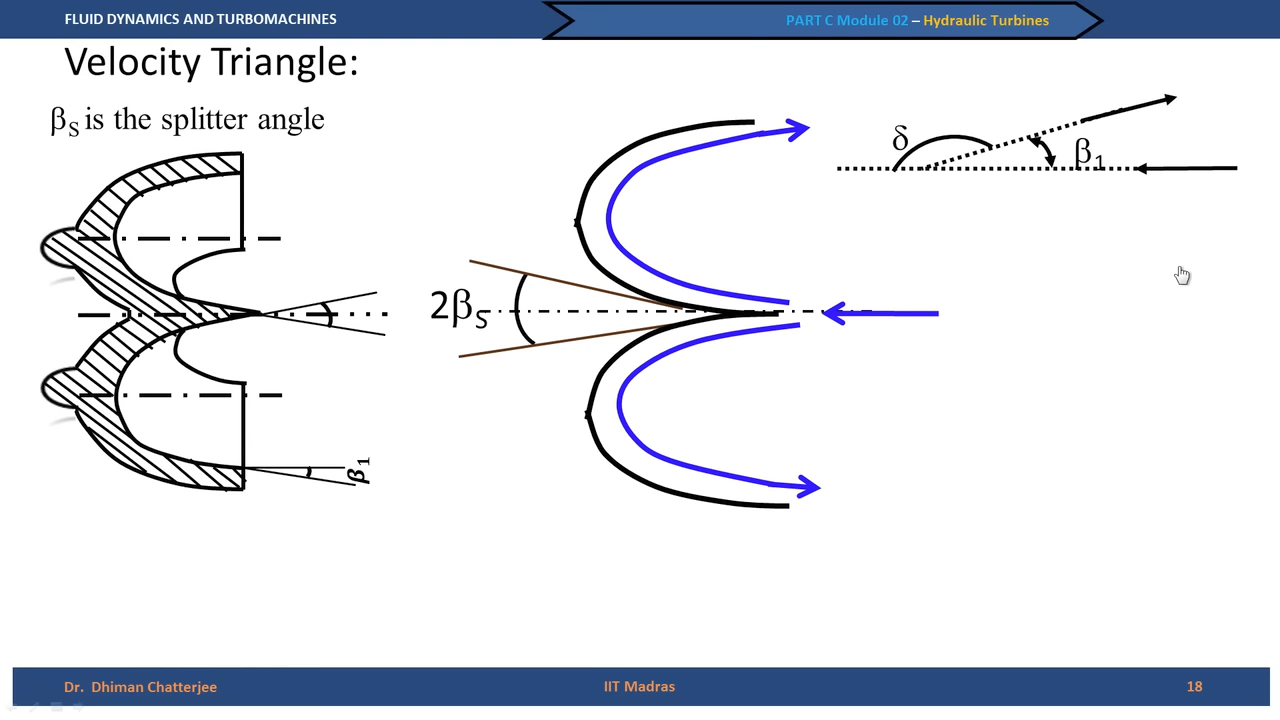 FLUID DYNAMICS AND TURBOMACHINES
PART C Module 02 – Hydraulic Turbines
Velocity Triangle:
βS is the splitter angle
δ
β1
2βS
β1
Dr. Dhiman Chatterjee
IIT Madras
18